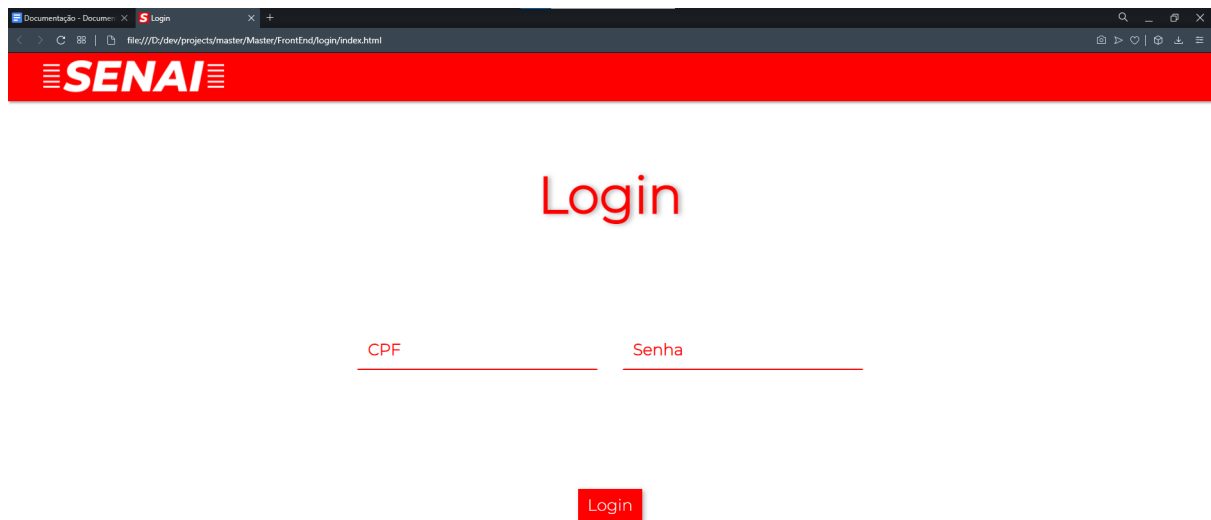 Documentação - Documen
S Login
file:///D:/dev/projects/master/Master/FrontEnd/login/index.html
SENAI
Login
CPF
Senha
Login